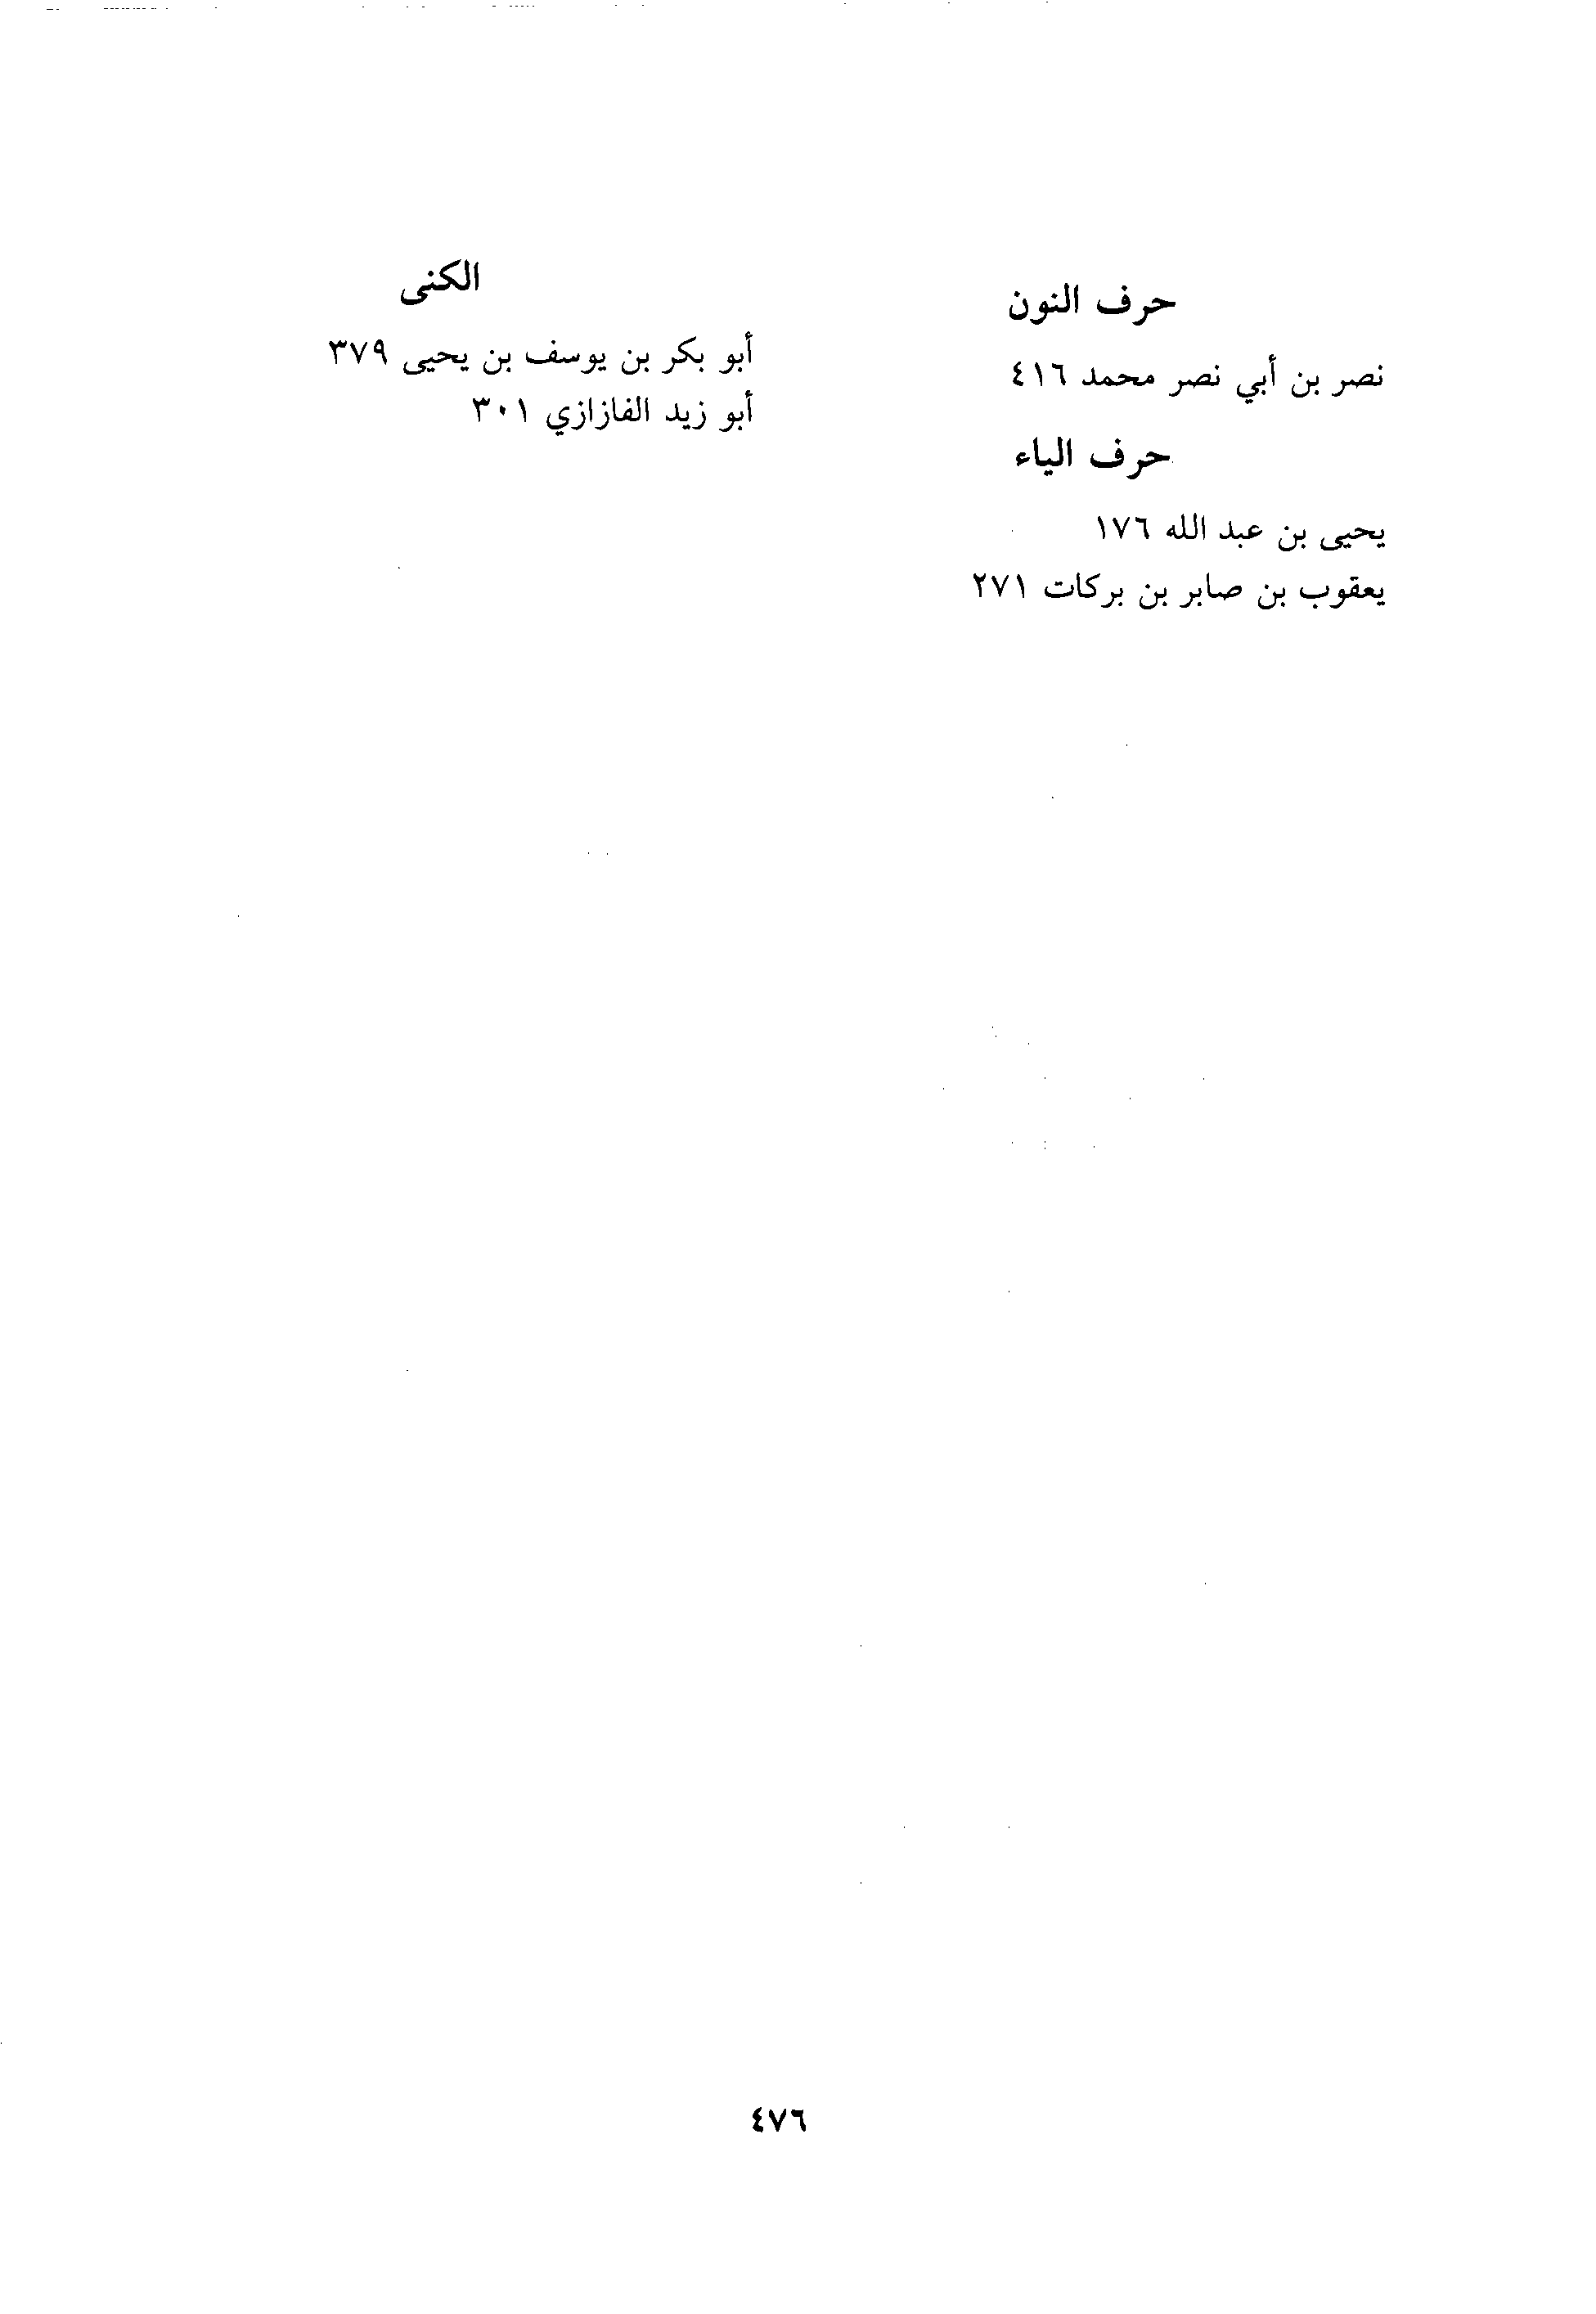 حرف النون
نصر بن أبي نصر محمد ٤١٦
حرف الياء
يحيى بن عبد الله ١٧٦
يعقوب بن صابر بن بركات ٢٧١
الكنى
أبو بكر بن يوسف بن يحيى ٣٧٩
أبو زيد الفازازي ٣٠١
٤٧٦